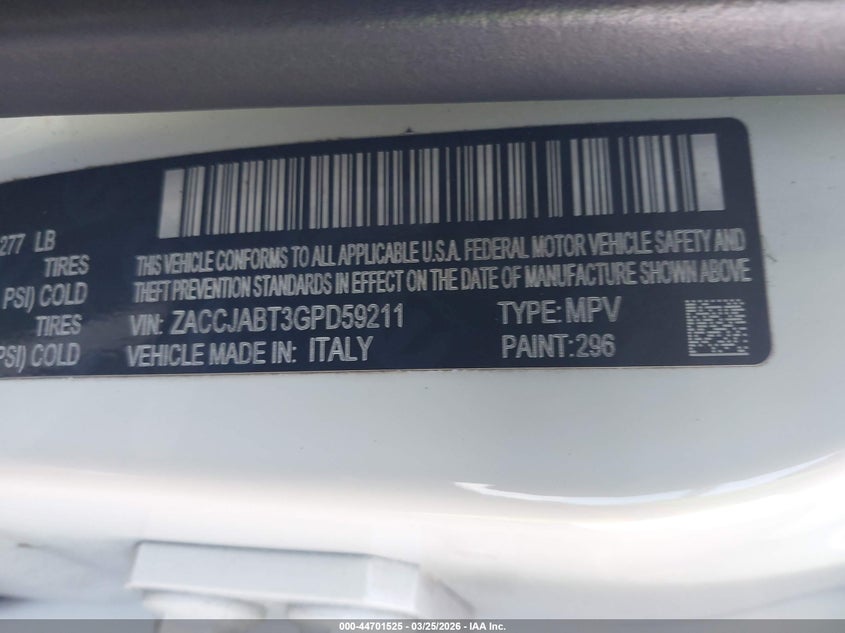 277 LB
TIRES
PSI) COLD
TIRES
PSI) COLD
THIS VEHICLE CONFORMS TO ALL APPLICABLE U.S.A. FEDERAL MOTOR VEHICLE SAFETY AND
THEFT PREVENTION STANDARDS IN EFFECT ON THE DATE OF MANUFACTURE SHOWN ABOVE
VIN: ZACCJABT3GPD59211 TYPE: MPV
VEHICLE MADE IN: ITALY PAINT:296
000-44701525 - 03/25/2026 - IAA Inc.